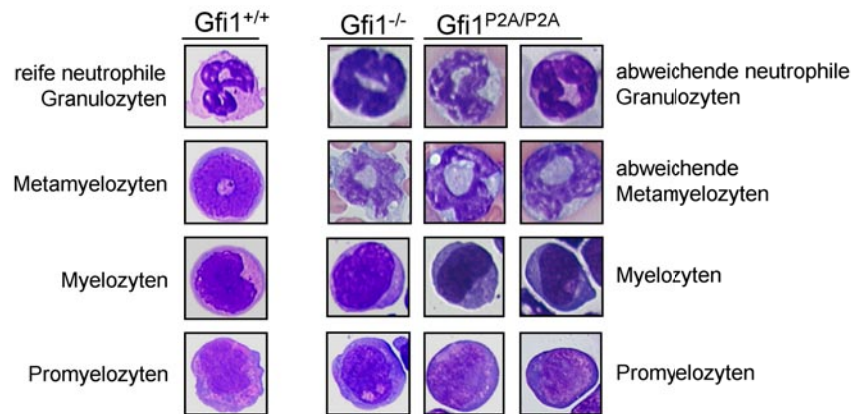 Gfi1+/+ Gfi1-/- Gfi1P2A/P2A
reife neutrophile
Granulozyten
abweichende neutrophile
Granulozyten
Metamyelozyten
abweichende
Metamyelozyten
Myelozyten
Myelozyten
Promyelozyten
Promyelozyten